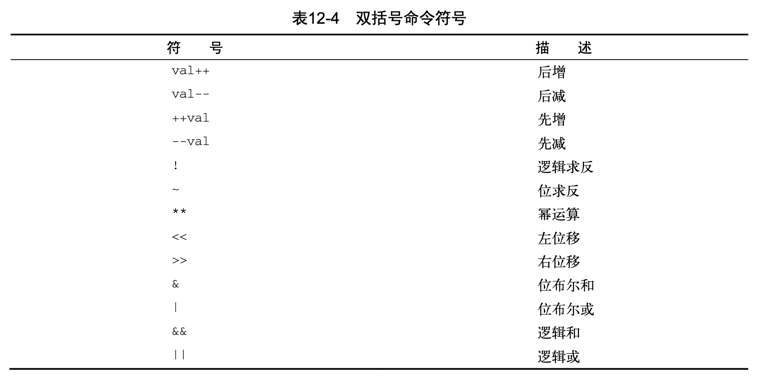 表12-4 双括号命令符号
符 号 描 述
val++ 后增
val-- 后减
++val 先增
--val 先减
! 逻辑求反
~ 位求反
** 幂运算
<< 左位移
>> 右位移
& 位布尔和
| 位布尔或
&& 逻辑和
|| 逻辑或